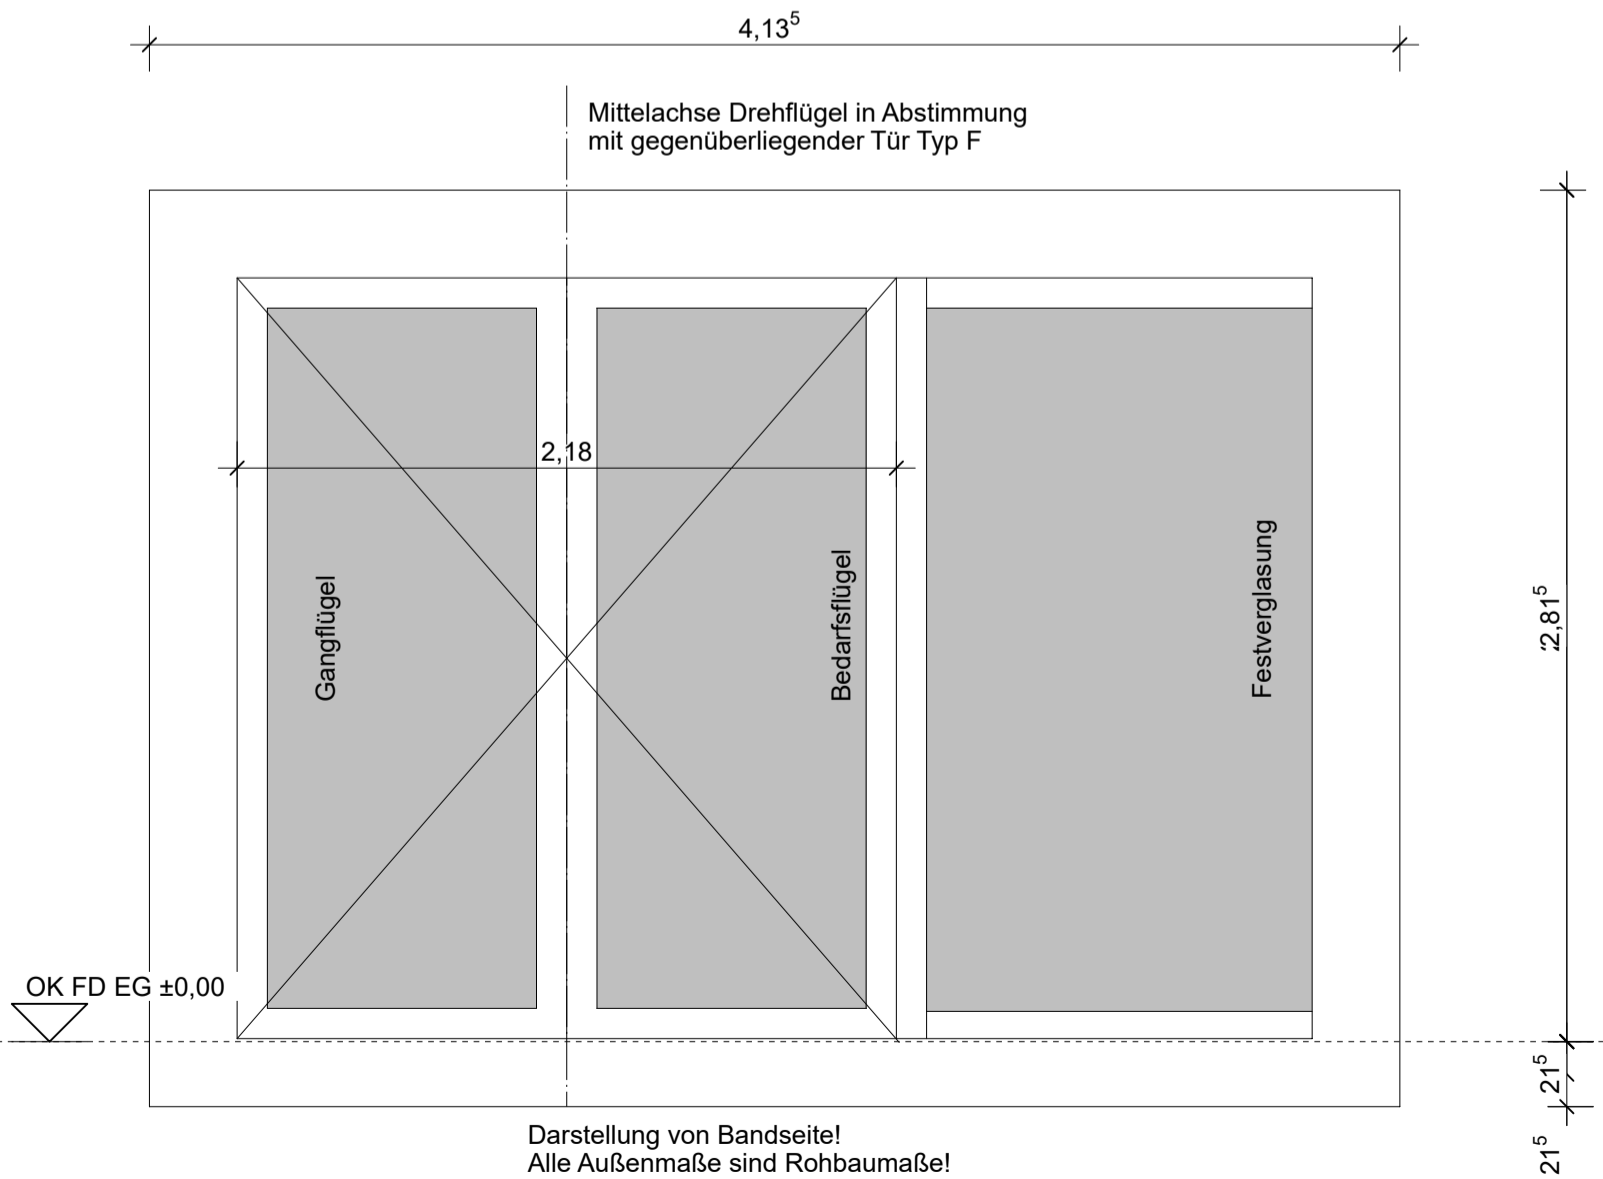 4,13⁵
Mittelachse Drehflügel in Abstimmung
mit gegenüberliegender Tür Typ F
2,18
Gangflügel
Bedarfsflügel
Festverglasung
2,81⁵
OK FD EG ±0,00
21⁵
21⁵
Darstellung von Bandseite!
Alle Außenmaße sind Rohbaumaße!